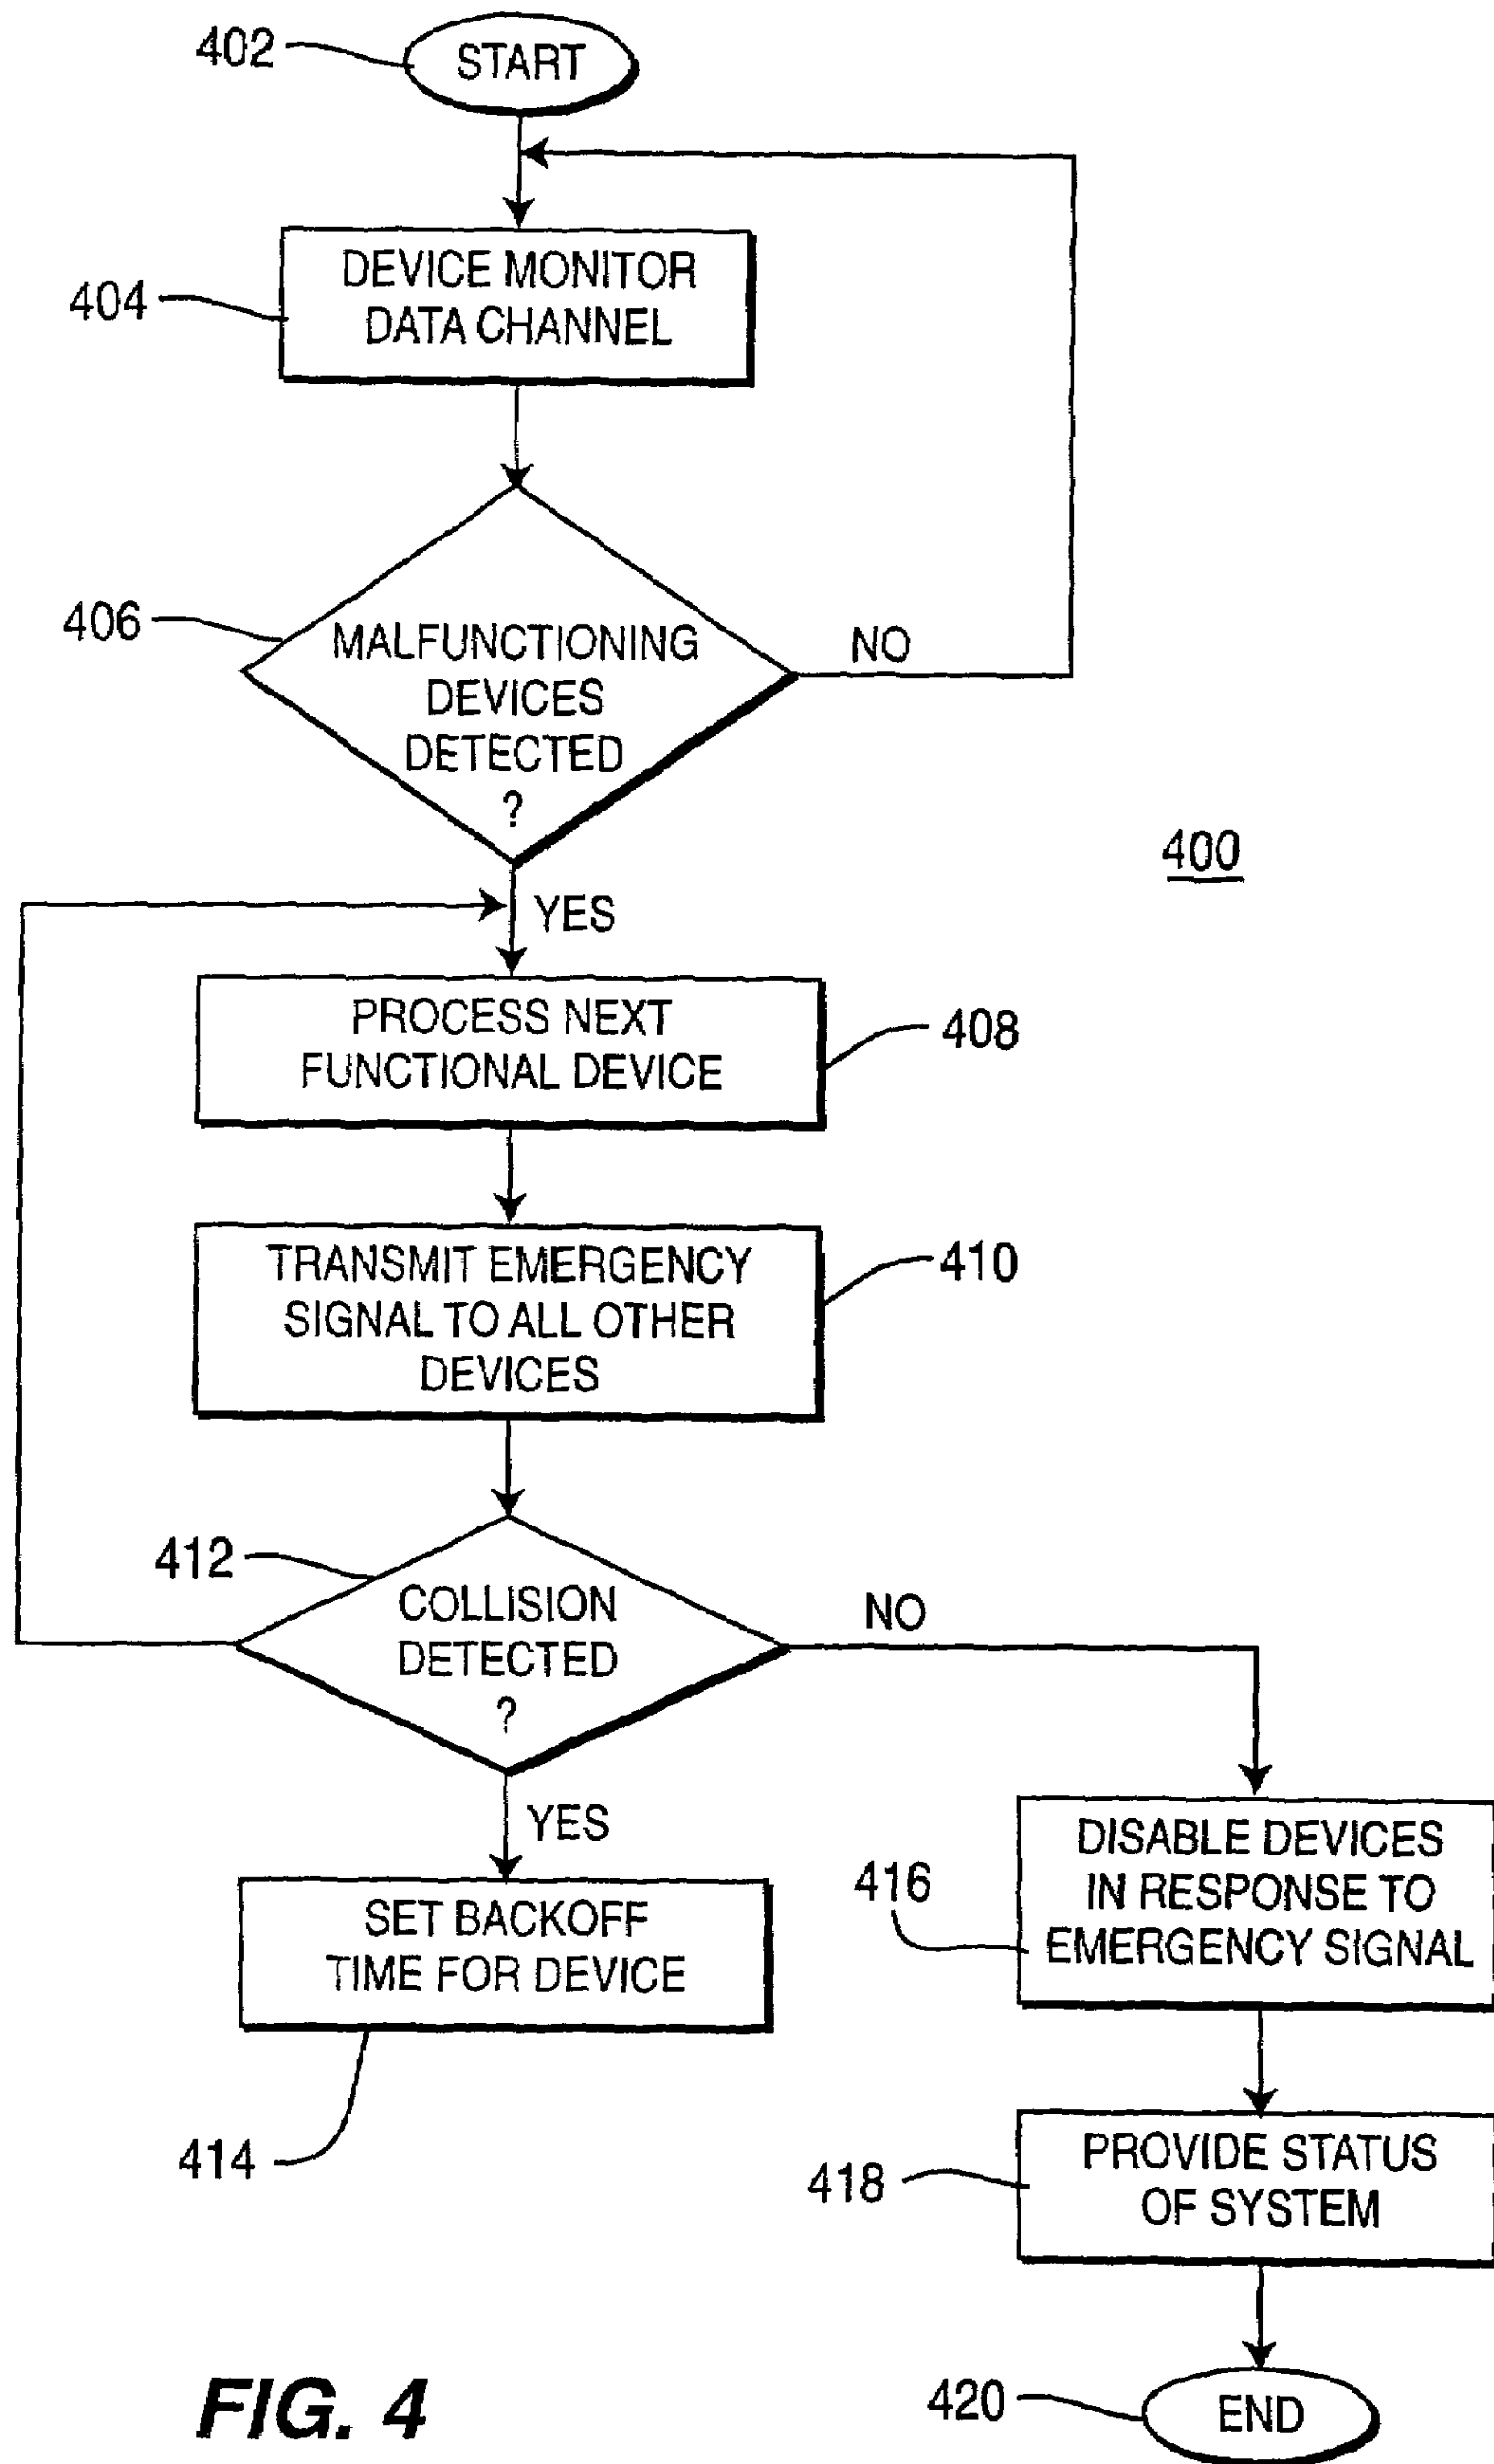 402
START
404
DEVICE MONITOR
DATA CHANNEL
406
MALFUNCTIONING
DEVICES
DETECTED
?
NO
400
YES
PROCESS NEXT
FUNCTIONAL DEVICE
408
TRANSMIT EMERGENCY
SIGNAL TO ALL OTHER
DEVICES
410
412
COLLISION
DETECTED
?
NO
YES
SET BACKOFF
TIME FOR DEVICE
414
416
DISABLE DEVICES
IN RESPONSE TO
EMERGENCY SIGNAL
418
PROVIDE STATUS
OF SYSTEM
420
END
FIG. 4